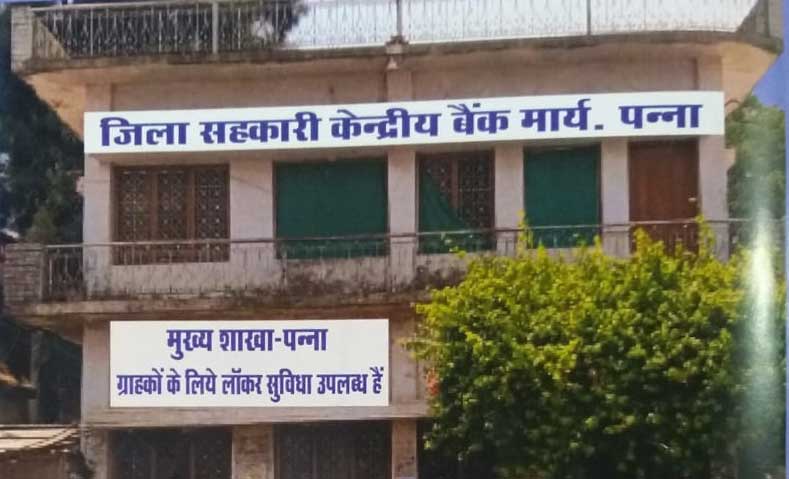 जिला सहकारी केन्द्रीय बैंक मार्य. पन्ना
मुख्य शाखा-पन्ना
ग्राहकों के लिये लॉकर सुविधा उपलब्ध हैं